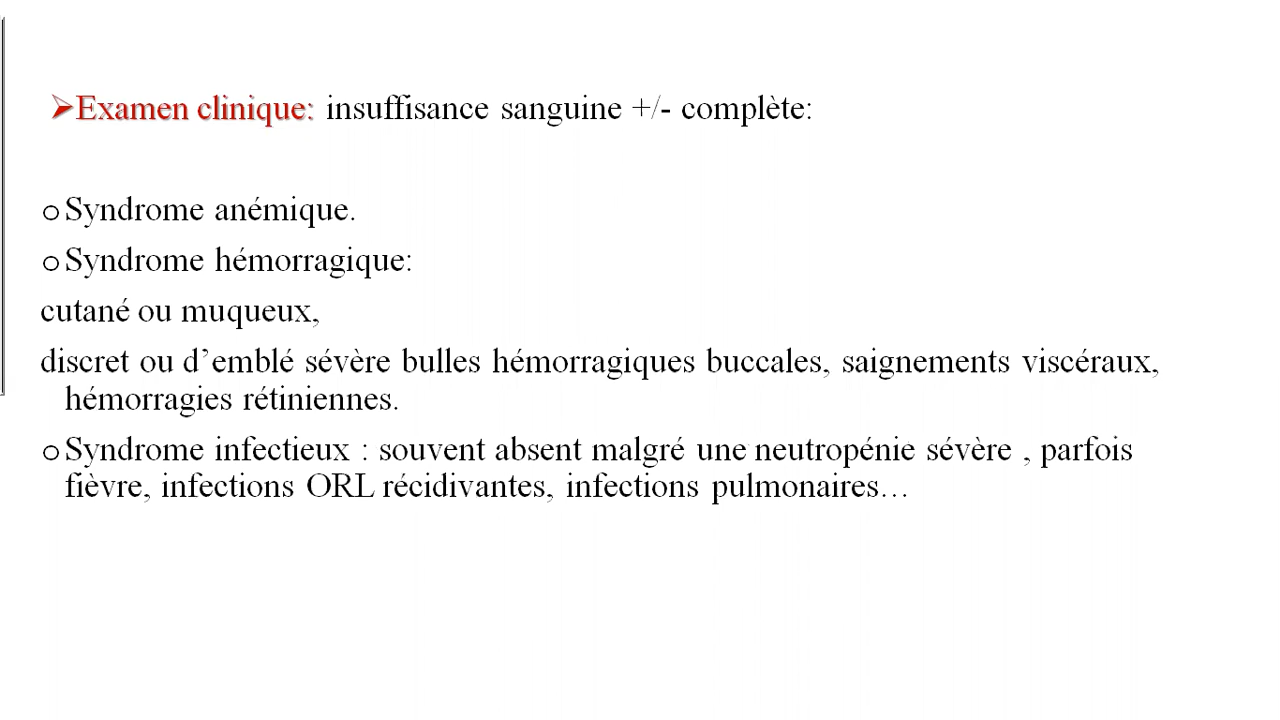 ➢Examen clinique: insuffisance sanguine +/- complète:
o Syndrome anémique.
o Syndrome hémorragique:
cutané ou muqueux,
discret ou d’emblé sévère bulles hémorragiques buccales, saignements viscéraux,
hémorragies rétiniennes.
o Syndrome infectieux : souvent absent malgré une neutropénie sévère , parfois
fièvre, infections ORL récidivantes, infections pulmonaires…